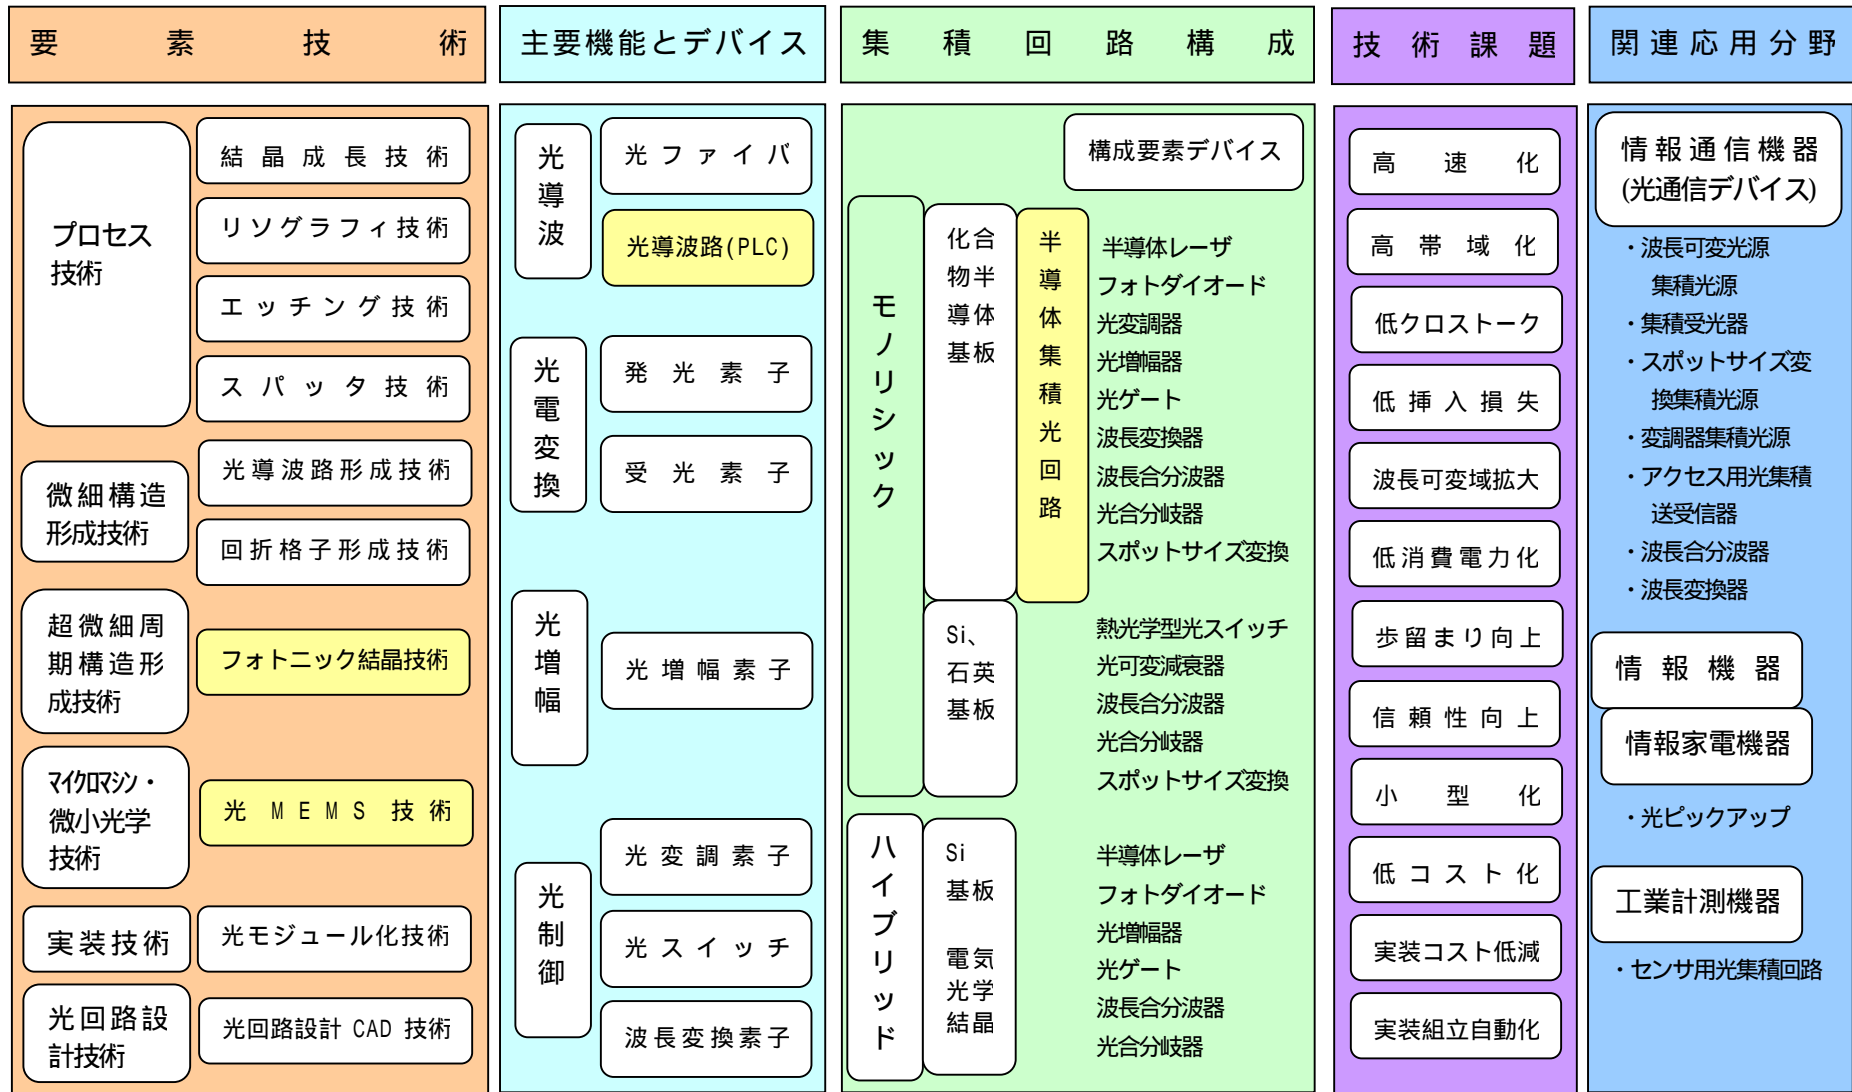 要素技術
主要機能とデバイス
集積回路構成
技術課題
関連応用分野
プロセス
技術
結晶成長技術
リソグラフィ技術
エッチング技術
スパッタ技術
微細構造
形成技術
光導波路形成技術
回折格子形成技術
超微細周
期構造形
成技術
フォトニック結晶技術
マイクロマシン・
微小光学
技術
光MEMS技術
実装技術
光モジュール化技術
光回路設
計技術
光回路設計 CAD 技術
光導波
光ファイバ
光導波路(PLC)
光電変換
発光素子
受光素子
光増幅
光増幅素子
光制御
光変調素子
光スイッチ
波長変換素子
構成要素デバイス
モノリシック
化合
物半
導体
基板
半導体集積光回路
半導体レーザ
フォトダイオード
光変調器
光増幅器
光ゲート
波長変換器
波長合分波器
光合分岐器
スポットサイズ変換
Si、
石英
基板
熱光学型光スイッチ
光可変減衰器
波長合分波器
光合分岐器
スポットサイズ変換
ハイブリッド
Si
基板
電気
光学
結晶
半導体レーザ
フォトダイオード
光増幅器
光ゲート
波長合分波器
光合分岐器
高速化
高帯域化
低クロストーク
低挿入損失
波長可変域拡大
低消費電力化
歩留まり向上
信頼性向上
小型化
低コスト化
実装コスト低減
実装組立自動化
情報通信機器
(光通信デバイス)
・波長可変光源
集積光源
・集積受光器
・スポットサイズ変
換集積光源
・変調器集積光源
・アクセス用光集積
送受信器
・波長合分波器
・波長変換器
情報機器
情報家電機器
・光ピックアップ
工業計測機器
・センサ用光集積回路